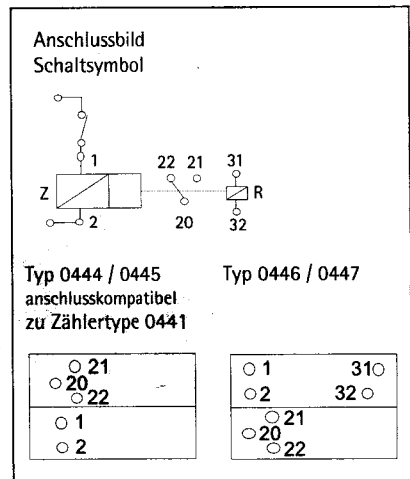 Anschlussbild
Schaltsymbol
1
22 21 31
Z R
2 20 32
Typ 0444 / 0445
anschlusskompatibel
zu Zählertype 0441
Typ 0446 / 0447
21
20
22
1
2
1 31
2 32
21
20
22